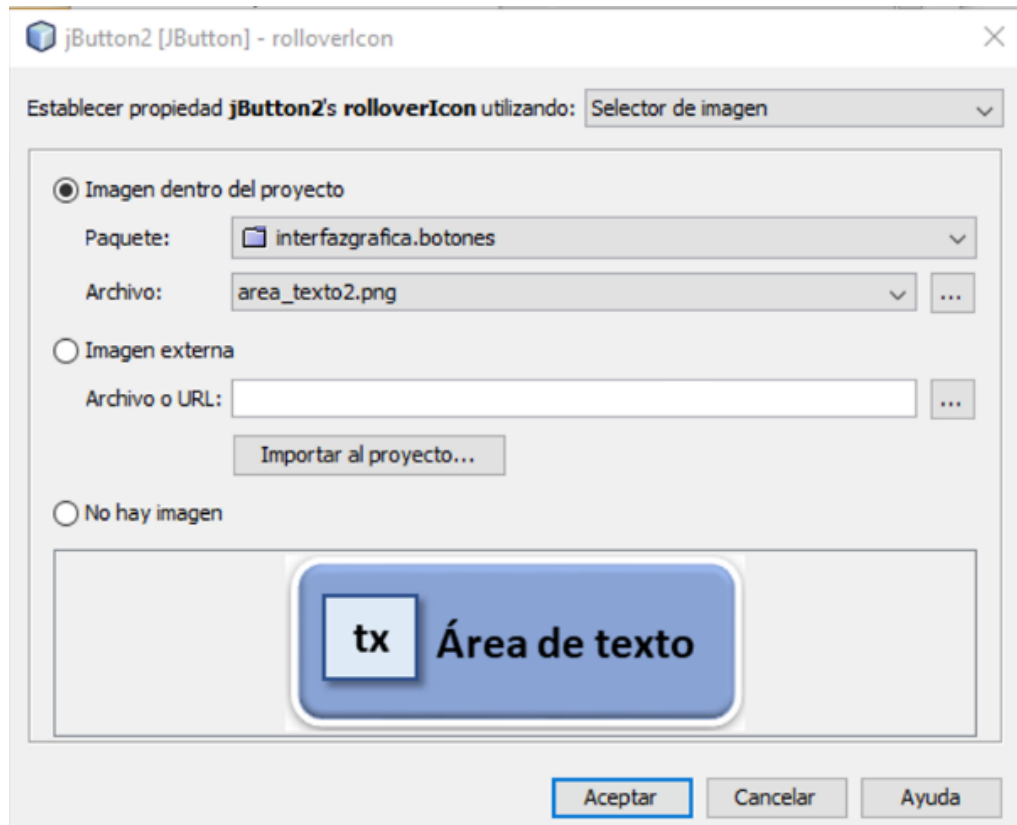 jButton2 [JButton] - rolloverIcon
Establecer propiedad jButton2's rolloverIcon utilizando: Selector de imagen
Imagen dentro del proyecto
Paquete: interfazgrafica.botones
Archivo: area_texto2.png ...
Imagen externa
Archivo o URL: ...
Importar al proyecto...
No hay imagen
tx Área de texto
Aceptar Cancelar Ayuda